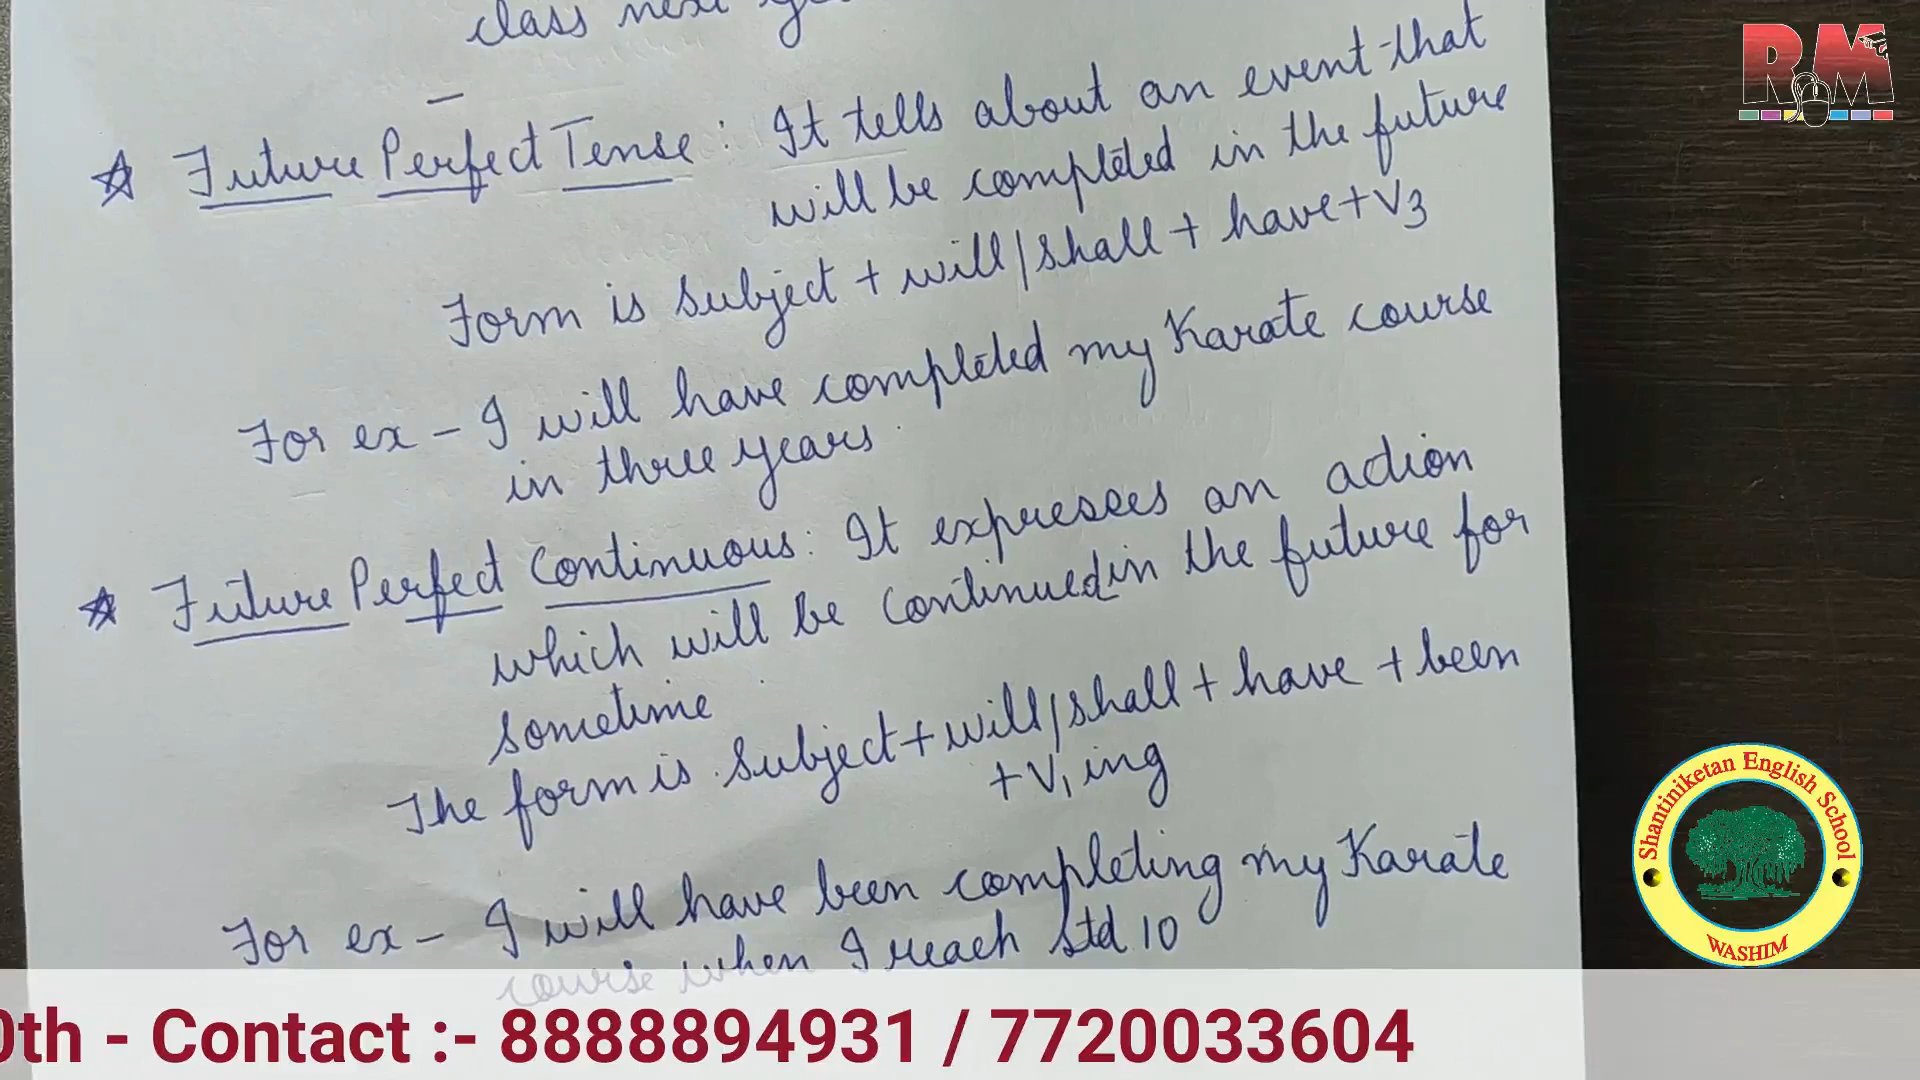 class next
☆ Future Perfect Tense : It tells about an event that
will be completed in the future
Form is subject + will/shall + have + V3
For ex - I will have completed my Karate course
in three years
☆ Future Perfect Continuous : It expresses an action
which will be continued in the future for
sometime
The form is subject + will/shall + have + been
+ V1 ing
For ex - I will have been completing my Karate
course when I reach Std 10
0th - Contact :- 8888894931 / 7720033604
RM
Shantiniketan English School
WASHIM